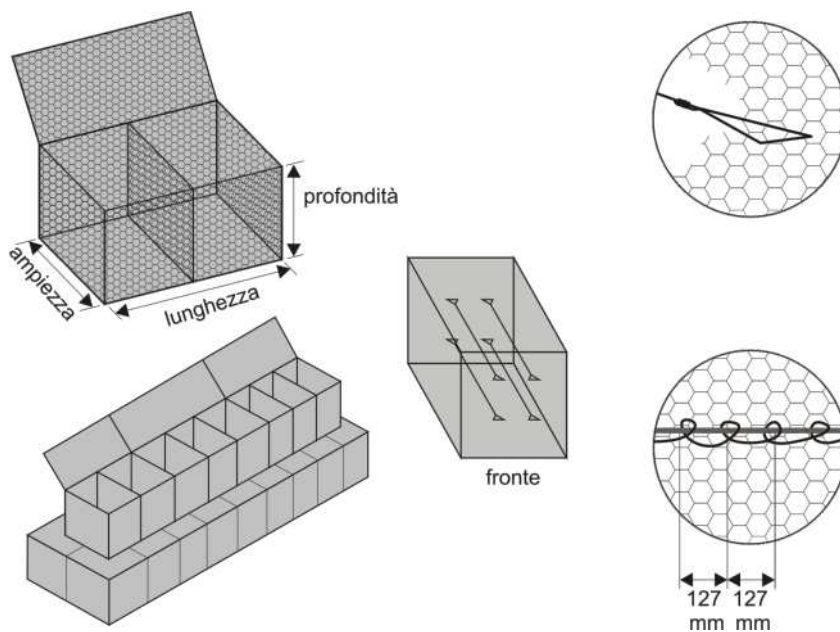 profondità
ampiezza
lunghezza
fronte
127 127
mm mm